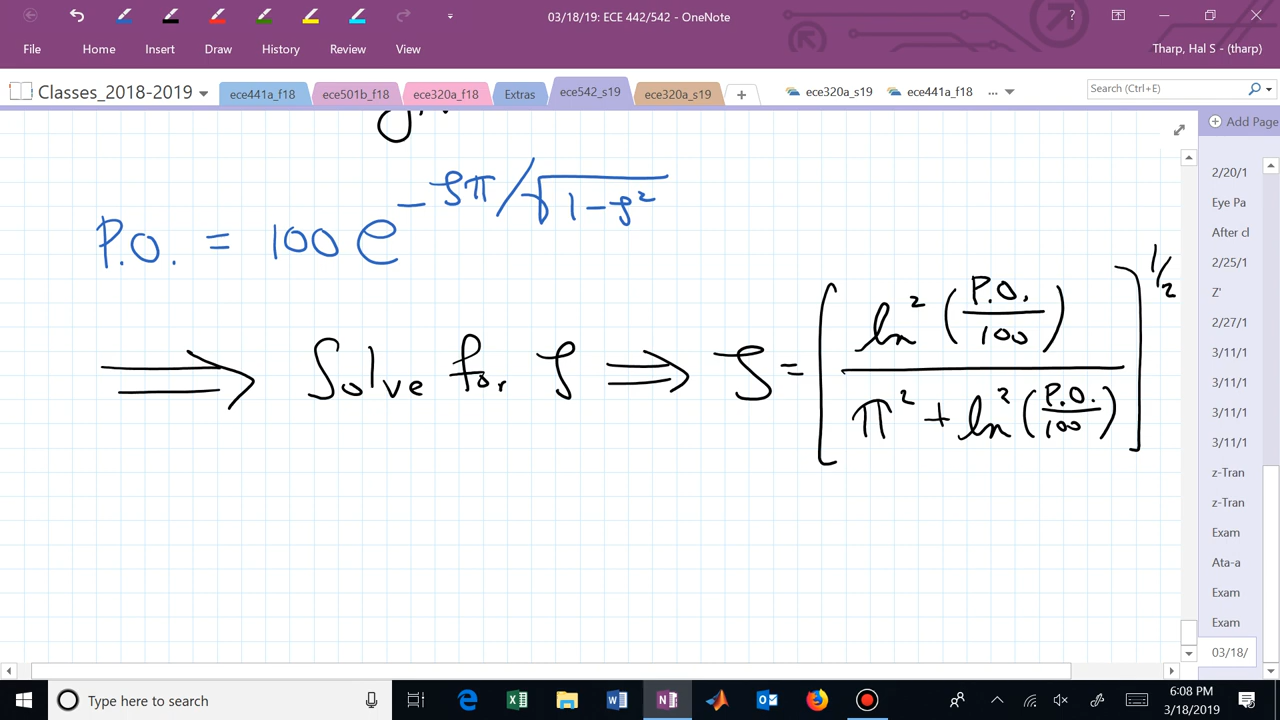 03/18/19: ECE 442/542 - OneNote
?
File
Home
Insert
Draw
History
Review
View
Tharp, Hal S - (tharp)
Classes_2018-2019
ece441a_f18
ece501b_f18
ece320a_f18
Extras
ece542_s19
ece320a_s19
+
ece320a_s19
ece441a_f18
...
Search (Ctrl+E)
Add Page
P.O. = 100 e^{-ζπ/√(1-ζ²)}
⟹ Solve for ζ ⟹ ζ = [ ln² (P.O./100) / (π² + ln² (P.O./100)) ]^{1/2}
2/20/1
Eye Pa
After cl
2/25/1
Z'
2/27/1
3/11/1
3/11/1
3/11/1
3/11/1
z-Tran
z-Tran
Exam
Ata-a
Exam
Exam
03/18/
Type here to search
6:08 PM
3/18/2019